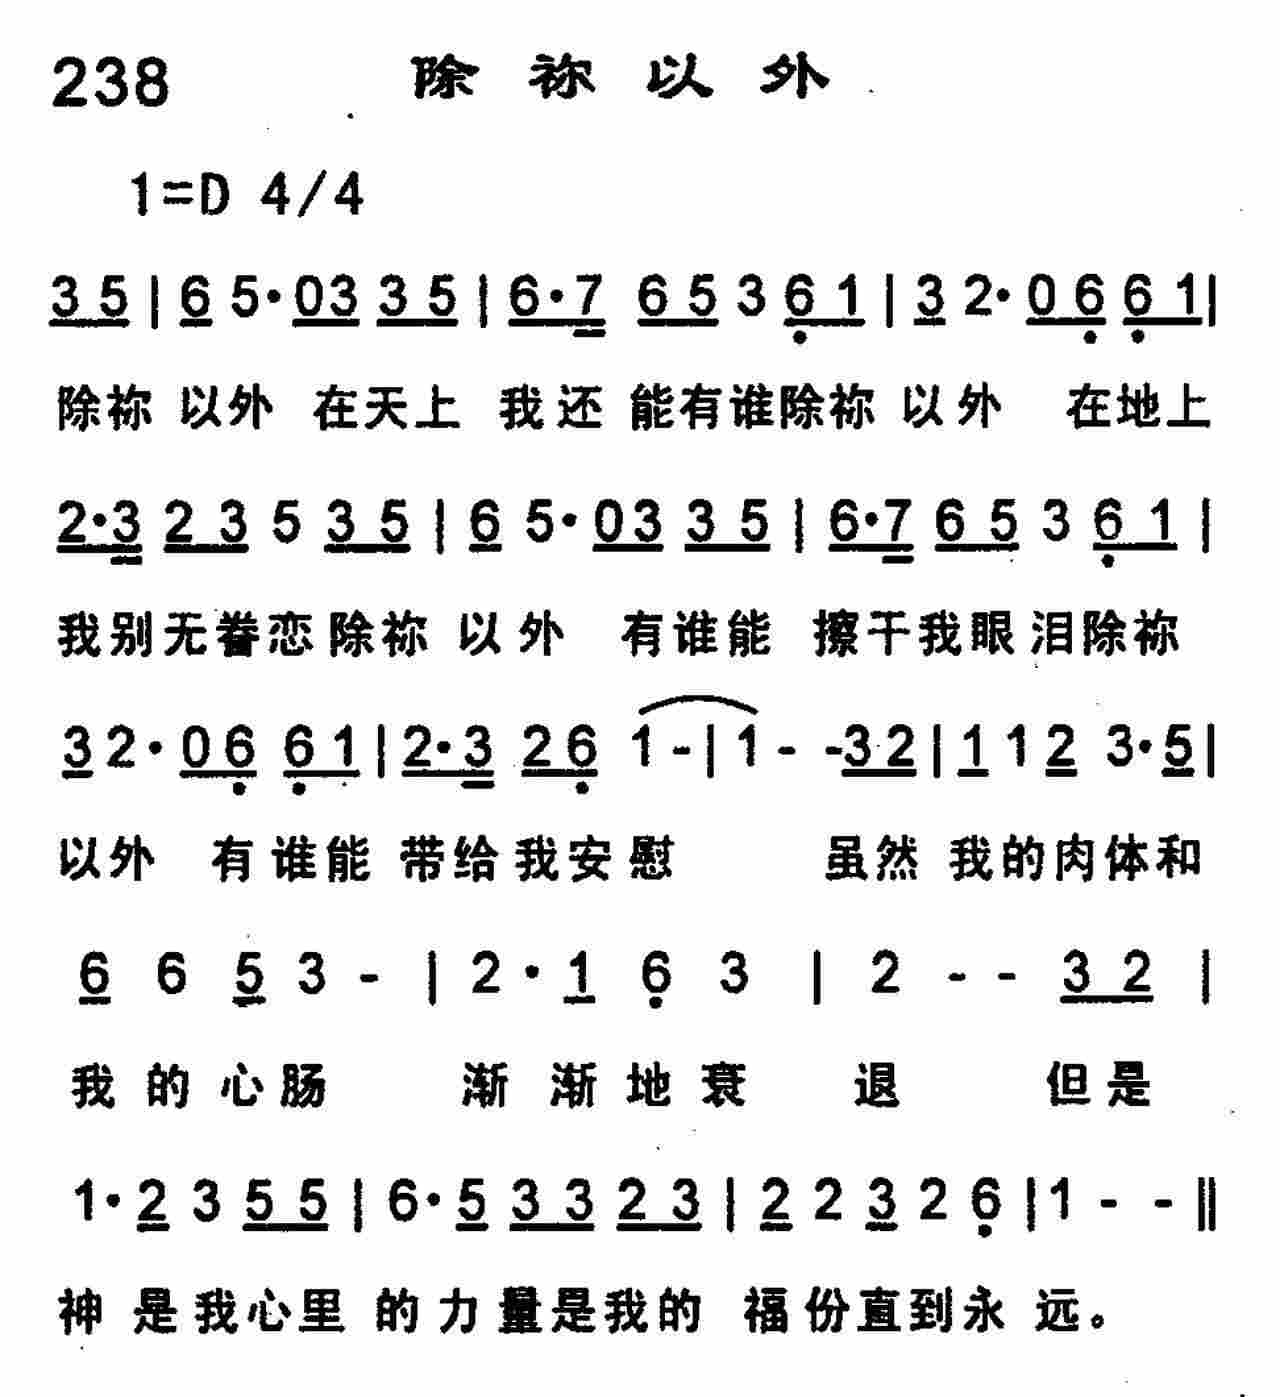 238 除祢以外
1=D 4/4
3 5 | 6 5· 03 3 5 | 6·7 6 5 3 6 1 | 3 2· 0 6 6 1 |
除祢 以外 在天上 我还 能有谁除祢 以外 在地上
2·3 2 3 5 3 5 | 6 5· 03 3 5 | 6·7 6 5 3 6 1 |
我别无眷恋除祢 以外 有谁能 擦干我眼泪除祢
3 2· 0 6 6 1 | 2·3 2 6 1 - | 1 - - 3 2 | 1 1 2 3·5 |
以外 有谁能 带给我安慰 虽然 我的肉体和
6 6 5 3 - | 2· 1 6 3 | 2 - - 3 2 |
我的心肠 渐渐地衰 退 但是
1·2 3 5 5 | 6·5 3 3 2 3 | 2 2 3 2 6 | 1 - - ‖
神 是我心里 的力量是我的 福份直到永 远。